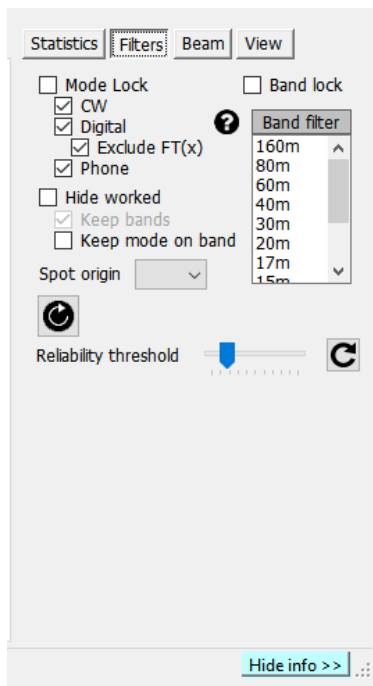 Statistics Filters Beam View
Mode Lock
Band lock
CW
Digital
?
Band filter
Exclude FT(x)
Phone
160m
80m
60m
40m
30m
20m
17m
15m
Hide worked
Keep bands
Keep mode on band
Spot origin
Reliability threshold
Hide info >>